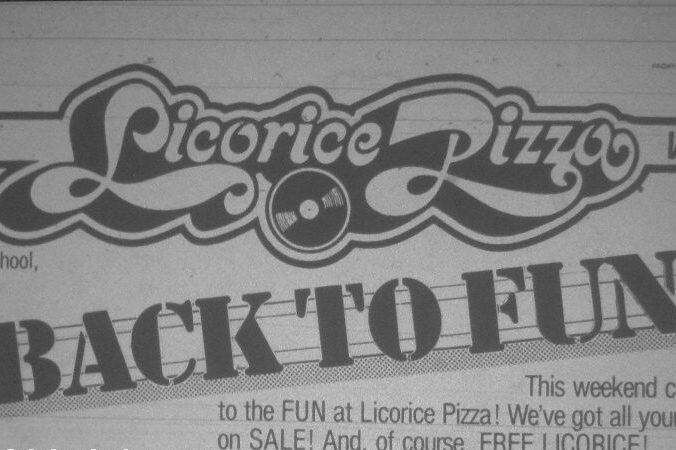 Licorice Pizza
hool,
BACK TO FUN
This weekend
to the FUN at Licorice Pizza! We've got all your
on SALE! And, of course, FREE LICORICE!